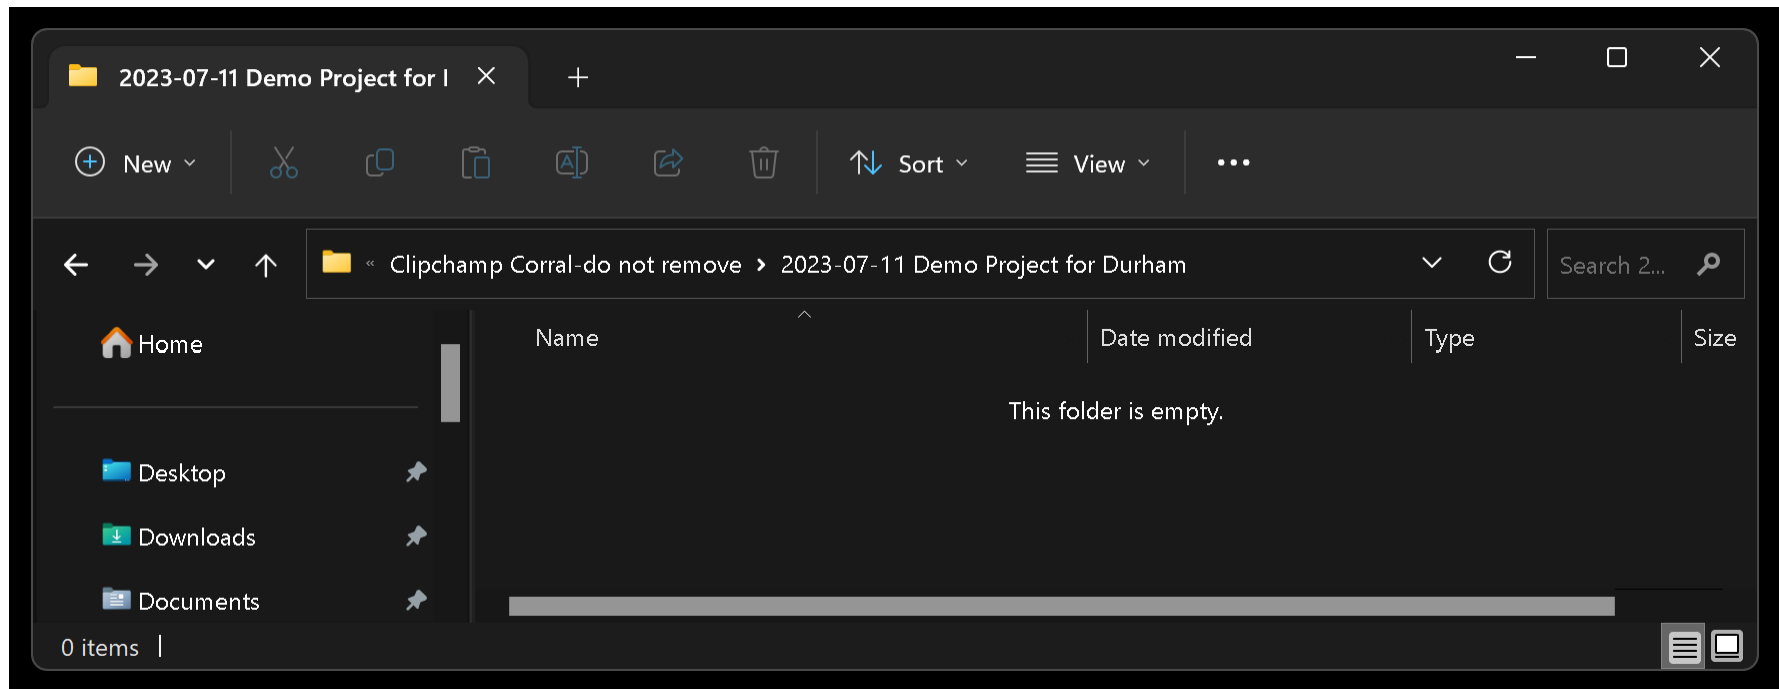 2023-07-11 Demo Project for I
New
Sort
View
« Clipchamp Corral-do not remove > 2023-07-11 Demo Project for Durham
Search 2...
Home
Name
Date modified
Type
Size
This folder is empty.
Desktop
Downloads
Documents
0 items